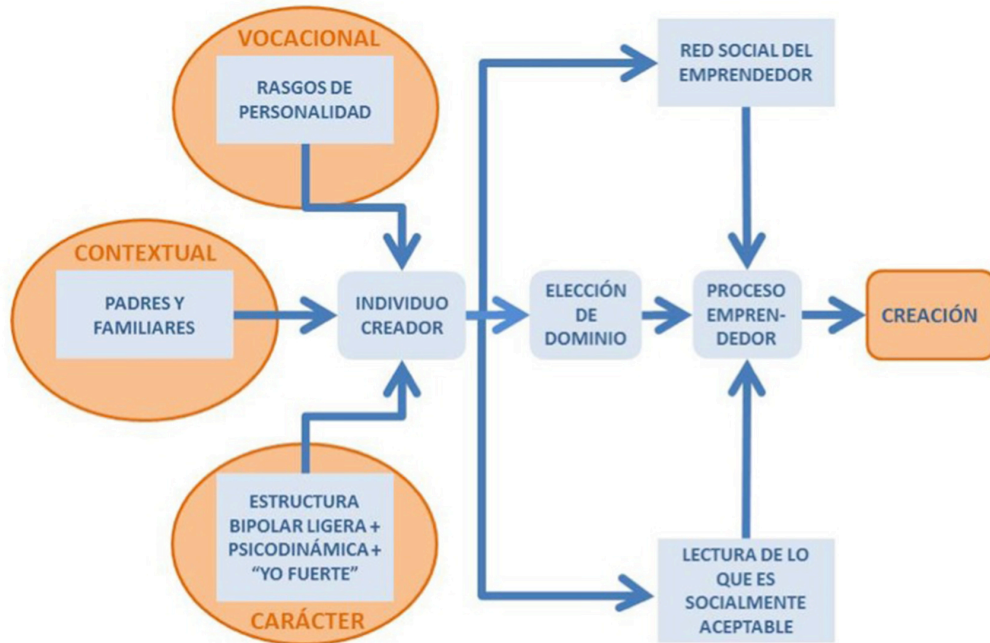 VOCACIONAL
RASGOS DE
PERSONALIDAD
CONTEXTUAL
PADRES Y
FAMILIARES
ESTRUCTURA
BIPOLAR LIGERA +
PSICODINÁMICA +
“YO FUERTE”
CARÁCTER
INDIVIDUO
CREADOR
RED SOCIAL DEL
EMPRENDEDOR
ELECCIÓN
DE
DOMINIO
PROCESO
EMPREN-
DEDOR
CREACIÓN
LECTURA DE LO
QUE ES
SOCIALMENTE
ACEPTABLE